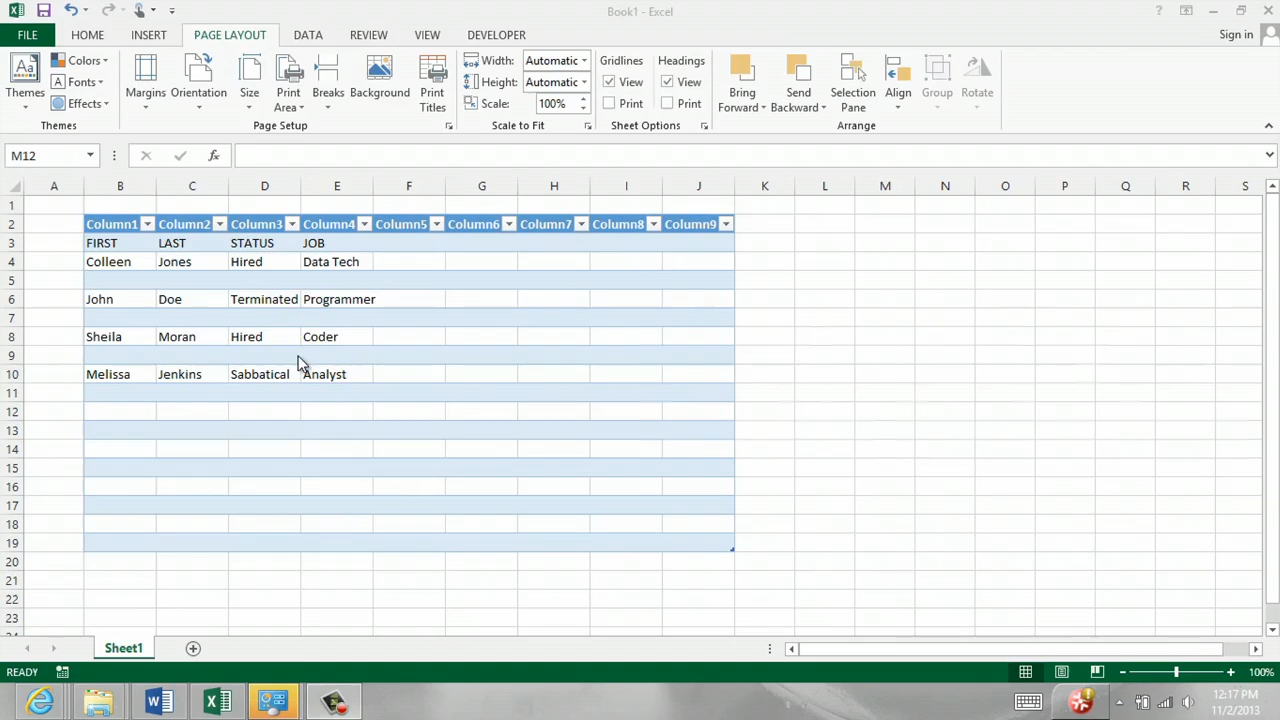 Book1 - Excel
?
FILE HOME INSERT PAGE LAYOUT FORMULAS DATA REVIEW VIEW DEVELOPER Sign in
Themes Colors Fonts Effects
Margins Orientation Size Print Area Breaks Background Print Titles
Width: Automatic
Height: Automatic
Scale: 100%
Gridlines View Print
Headings View Print
Bring Forward Send Backward Selection Pane Align Group Rotate
Themes Page Setup Scale to Fit Sheet Options Arrange
M12 fx
A B C D E F G H I J K L M N O P Q R S
1
2 Column1 Column2 Column3 Column4 Column5 Column6 Column7 Column8 Column9
3 FIRST LAST STATUS JOB
4 Colleen Jones Hired Data Tech
5
6 John Doe Terminated Programmer
7
8 Sheila Moran Hired Coder
9
10 Melissa Jenkins Sabbatical Analyst
11
12
13
14
15
16
17
18
19
20
21
22
23
24
Sheet1
READY 100%
12:17 PM
11/2/2013